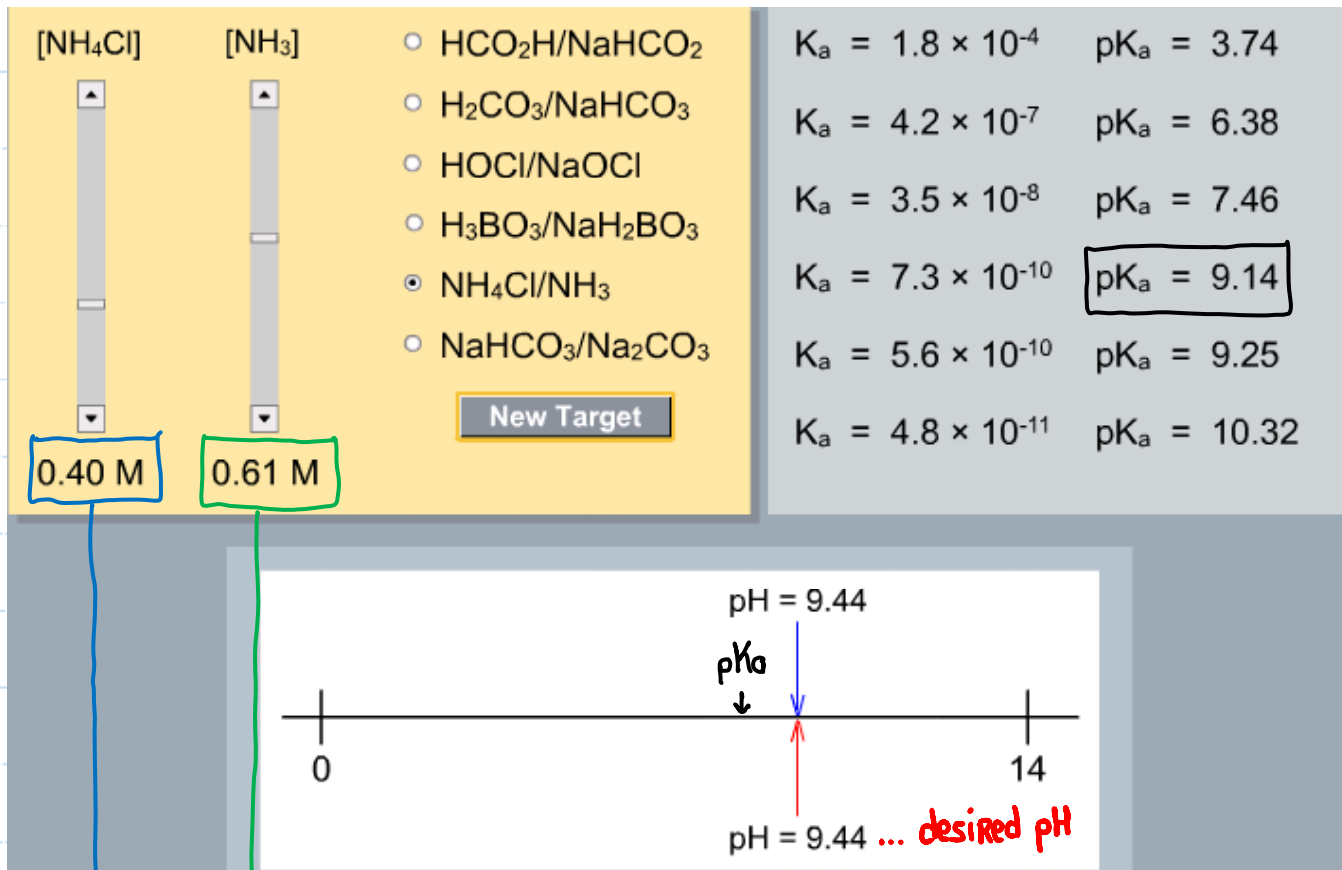 [NH₄Cl] [NH₃]
HCO₂H/NaHCO₂
H₂CO₃/NaHCO₃
HOCl/NaOCl
H₃BO₃/NaH₂BO₃
NH₄Cl/NH₃
NaHCO₃/Na₂CO₃
New Target
0.40 M 0.61 M
Kₐ = 1.8 × 10⁻⁴ pKₐ = 3.74
Kₐ = 4.2 × 10⁻⁷ pKₐ = 6.38
Kₐ = 3.5 × 10⁻⁸ pKₐ = 7.46
Kₐ = 7.3 × 10⁻¹⁰ pKₐ = 9.14
Kₐ = 5.6 × 10⁻¹⁰ pKₐ = 9.25
Kₐ = 4.8 × 10⁻¹¹ pKₐ = 10.32
pH = 9.44
pKa
0 14
pH = 9.44 ... desired pH